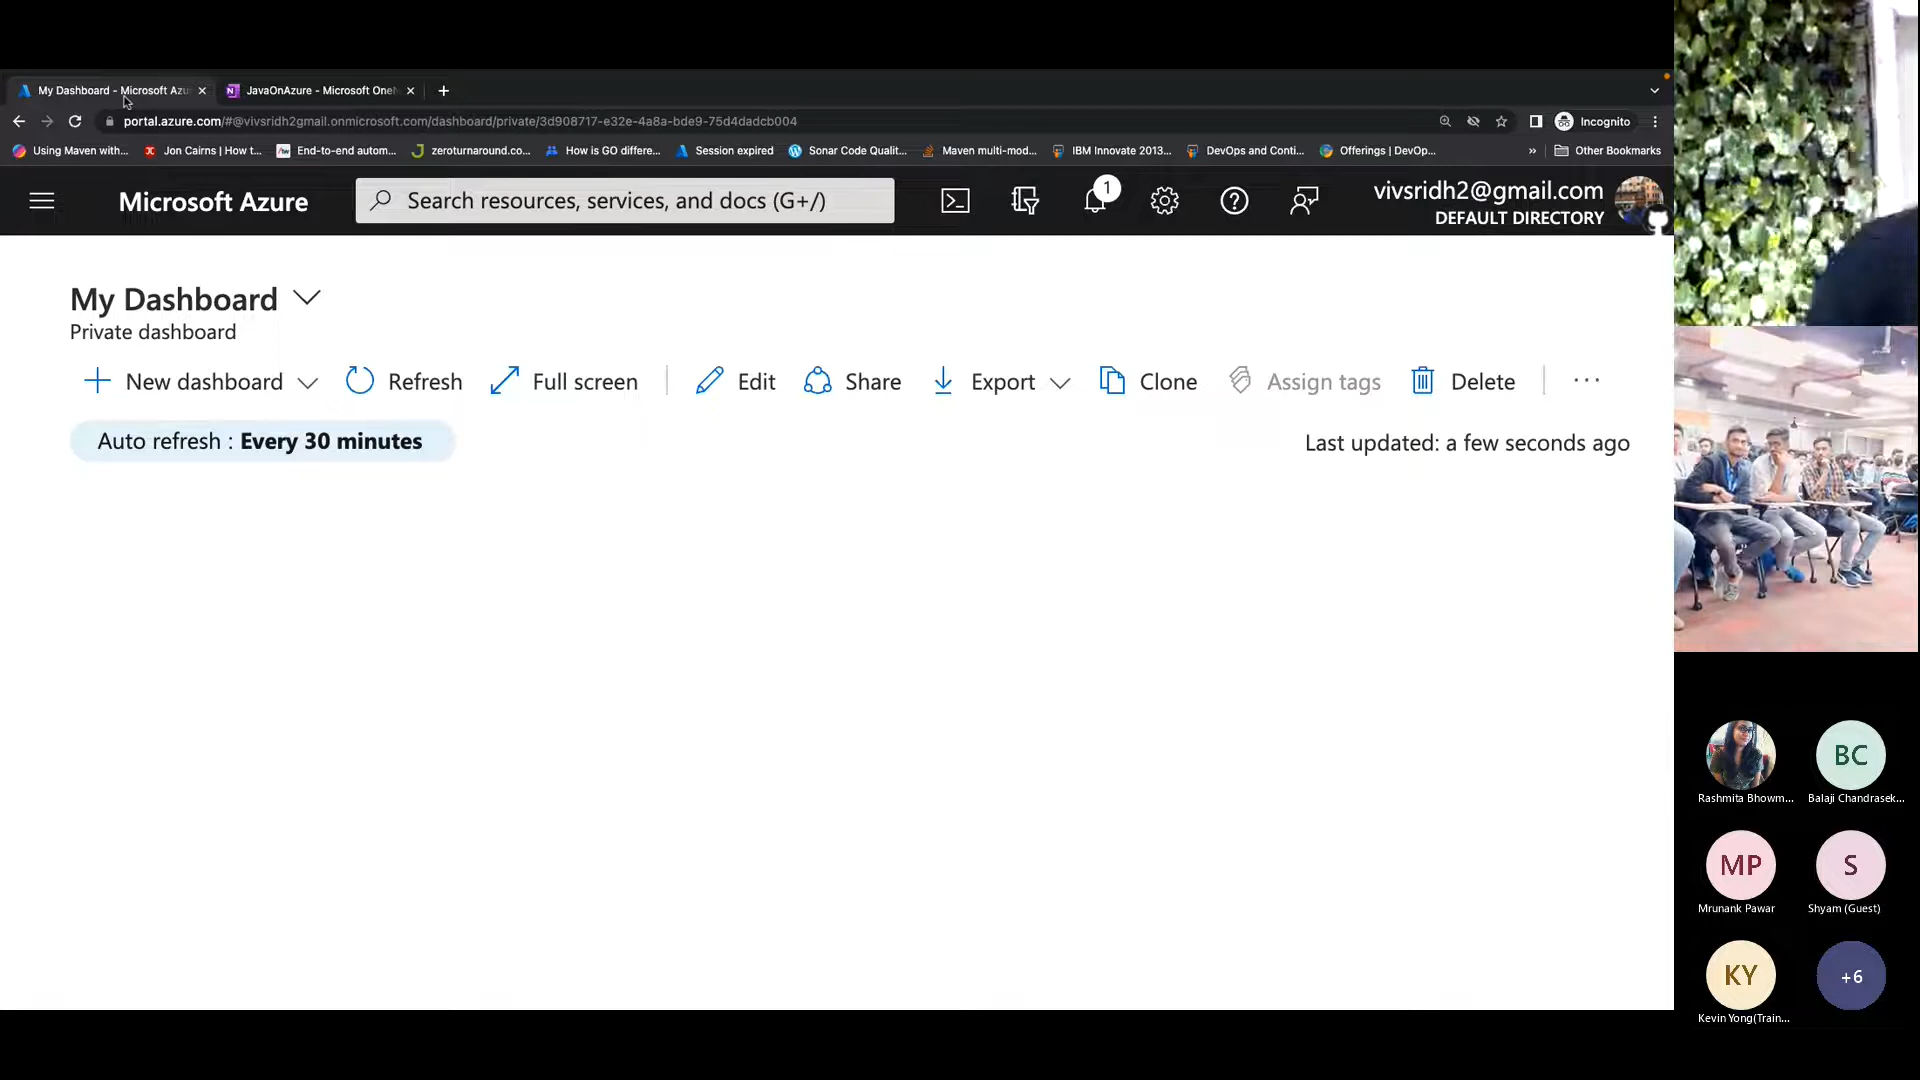 My Dashboard - Microsoft Azu
JavaOnAzure - Microsoft OneN
portal.azure.com/#@vivsridh2gmail.onmicrosoft.com/dashboard/private/3d908717-e32e-4a8a-bde9-75d4dadcb004
Incognito
Using Maven with...
Jon Cairns | How t...
End-to-end autom...
zeroturnaround.co...
How is GO differe...
Session expired
Sonar Code Qualit...
Maven multi-mod...
IBM Innovate 2013...
DevOps and Conti...
Offerings | DevOp...
»
Other Bookmarks
Microsoft Azure
Search resources, services, and docs (G+/)
1
vivsridh2@gmail.com
DEFAULT DIRECTORY
My Dashboard
Private dashboard
New dashboard
Refresh
Full screen
Edit
Share
Export
Clone
Assign tags
Delete
...
Auto refresh : Every 30 minutes
Last updated: a few seconds ago
BC
Rashmita Bhowm...
Balaji Chandrasek...
MP
S
Mrunank Pawar
Shyam (Guest)
KY
+6
Kevin Yong(Train...